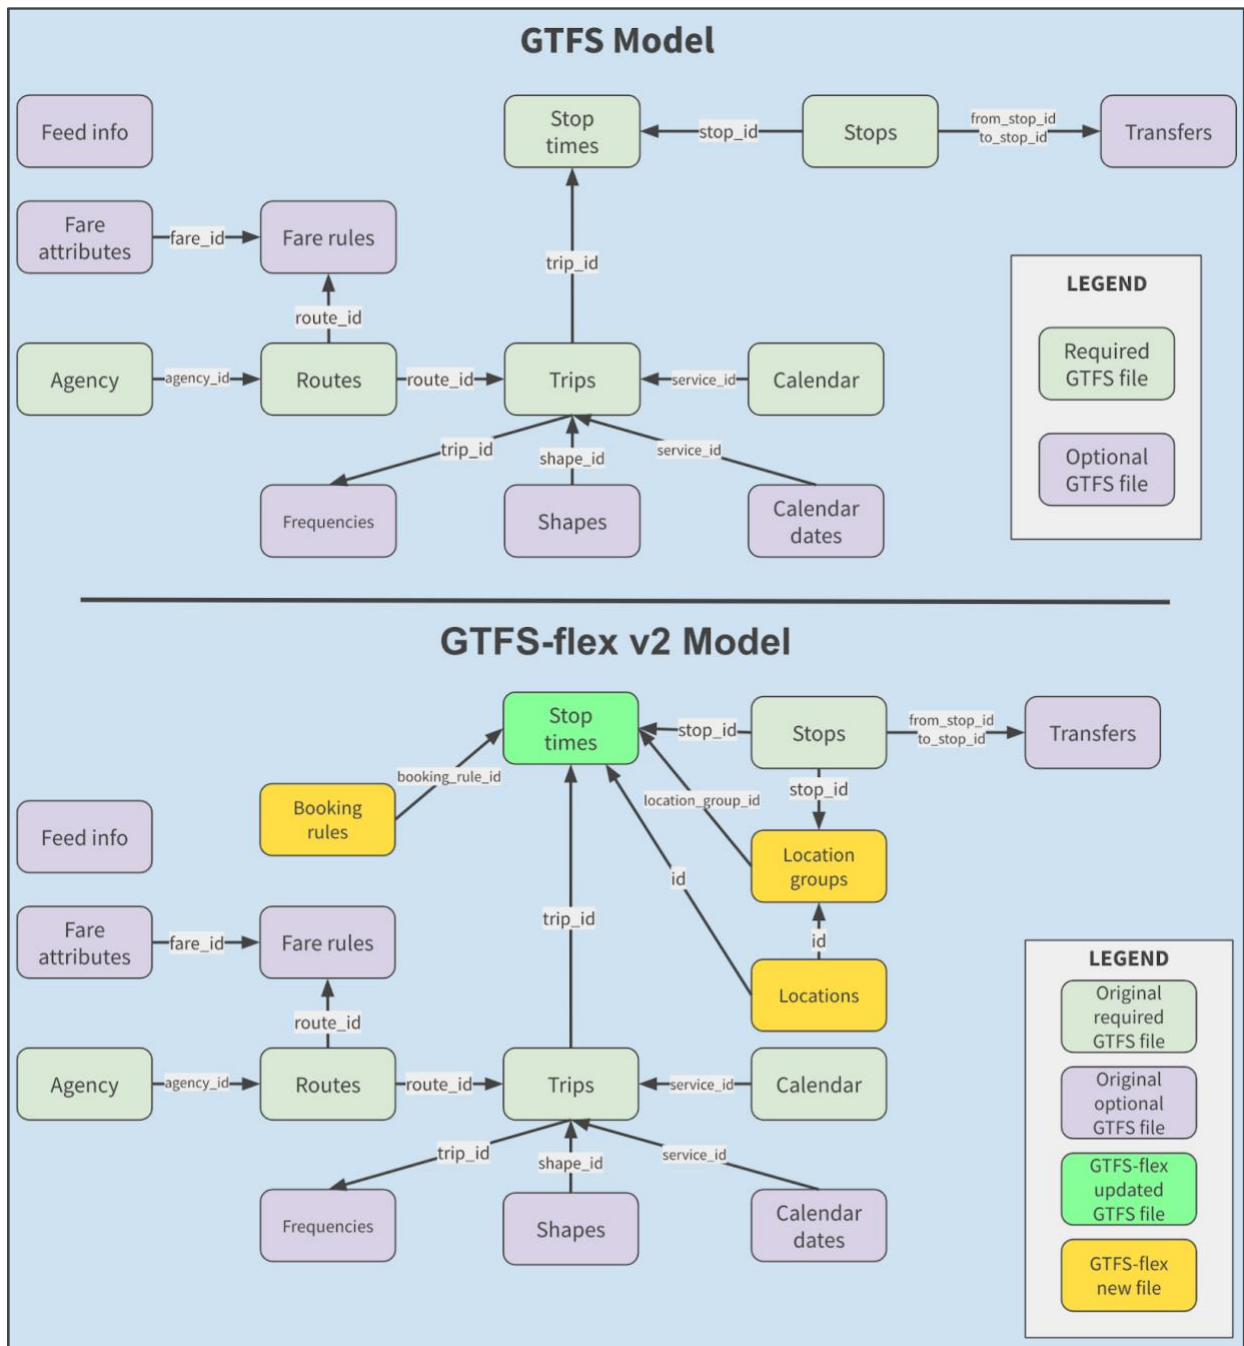 GTFS Model
Feed info
Stop
times
stop_id
Stops
from_stop_id
to_stop_id
Transfers
Fare
attributes
fare_id
Fare rules
trip_id
route_id
Agency
agency_id
Routes
route_id
Trips
service_id
Calendar
trip_id
shape_id
service_id
Frequencies
Shapes
Calendar
dates
LEGEND
Required
GTFS file
Optional
GTFS file
GTFS-flex v2 Model
Stop
times
stop_id
Stops
from_stop_id
to_stop_id
Transfers
booking_rule_id
stop_id
location_group_id
Booking
rules
Feed info
Location
groups
id
trip_id
id
Fare
attributes
fare_id
Fare rules
Locations
route_id
Agency
agency_id
Routes
route_id
Trips
service_id
Calendar
trip_id
shape_id
service_id
Frequencies
Shapes
Calendar
dates
LEGEND
Original
required
GTFS file
Original
optional
GTFS file
GTFS-flex
updated
GTFS file
GTFS-flex
new file